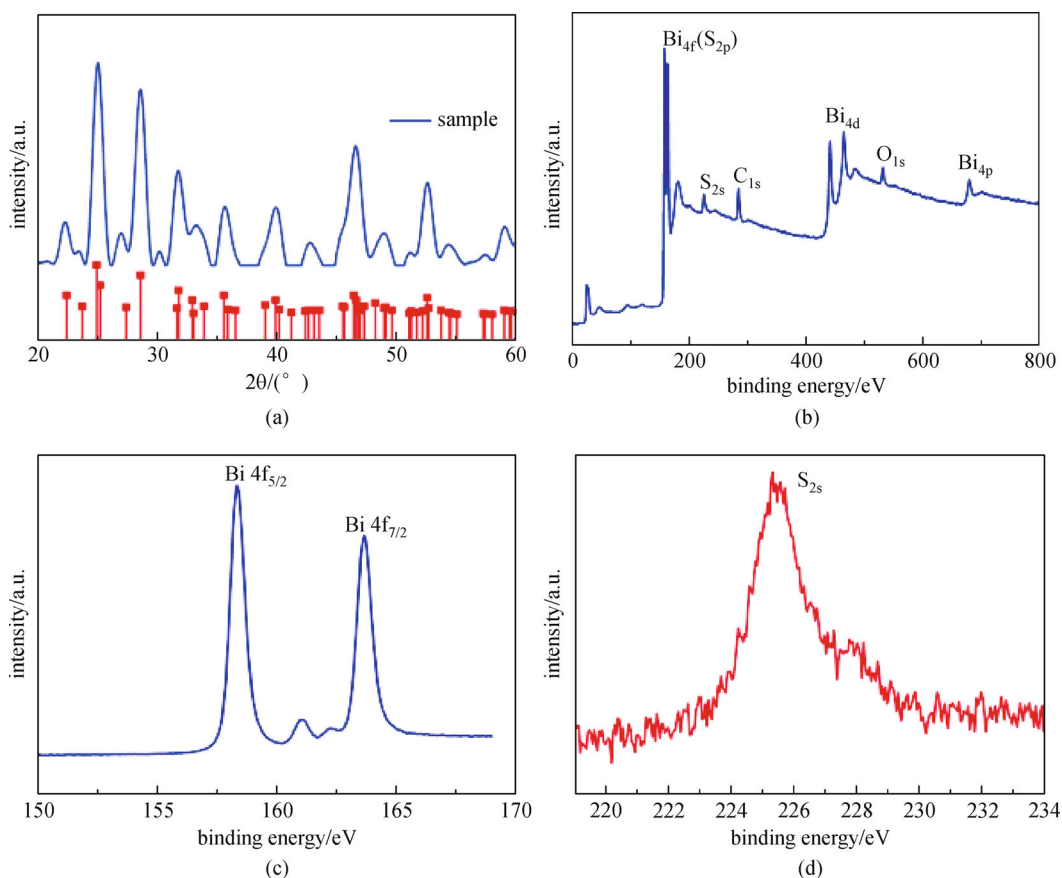 intensity/a.u.
sample
20 30 40 50 60
2θ/(°)
(a)
intensity/a.u.
Bi4f(S2p)
S2s
C1s
Bi4d
O1s
Bi4p
0 200 400 600 800
binding energy/eV
(b)
intensity/a.u.
Bi 4f5/2
Bi 4f7/2
150 155 160 165 170
binding energy/eV
(c)
intensity/a.u.
S2s
220 222 224 226 228 230 232 234
binding energy/eV
(d)